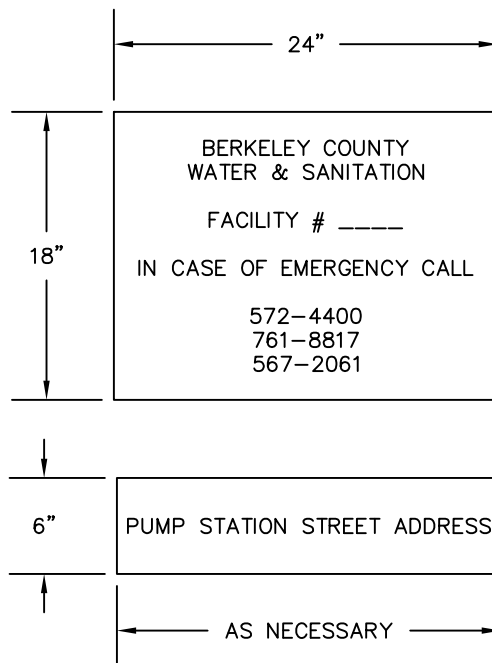 24"
BERKELEY COUNTY
WATER & SANITATION
FACILITY # ____
18"
IN CASE OF EMERGENCY CALL
572-4400
761-8817
567-2061
6"
PUMP STATION STREET ADDRESS
AS NECESSARY